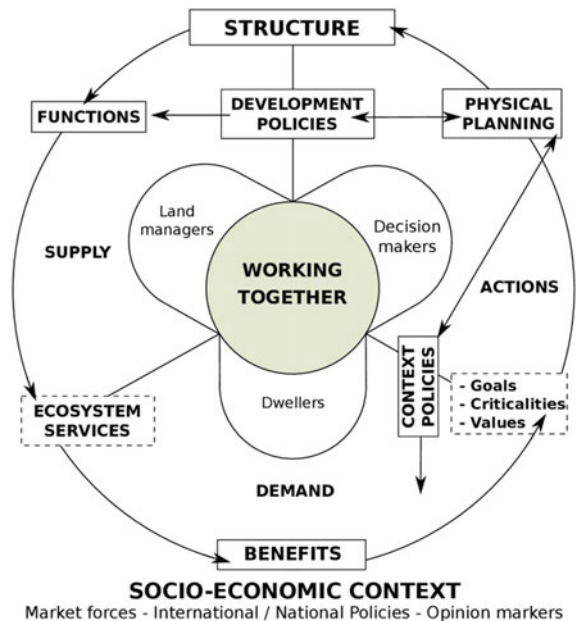 STRUCTURE
FUNCTIONS
DEVELOPMENT
POLICIES
PHYSICAL
PLANNING
Land
managers
Decision
makers
SUPPLY
WORKING
TOGETHER
ACTIONS
CONTEXT
POLICIES
- Goals
- Criticalities
- Values
ECOSYSTEM
SERVICES
Dwellers
DEMAND
BENEFITS
SOCIO-ECONOMIC CONTEXT
Market forces - International / National Policies - Opinion markers